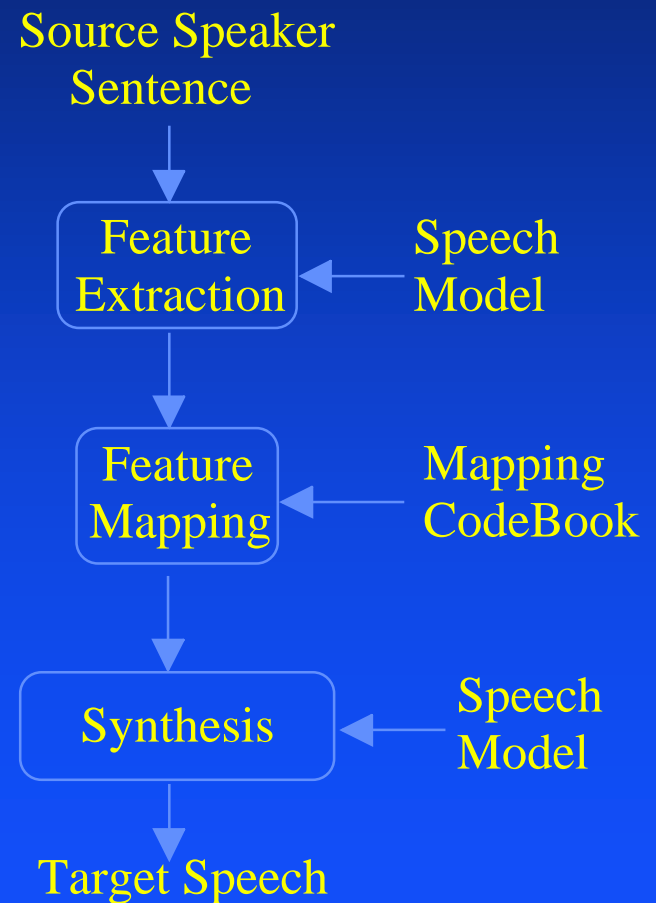 Source Speaker
Sentence
Feature
Extraction
Speech
Model
Feature
Mapping
Mapping
CodeBook
Synthesis
Speech
Model
Target Speech